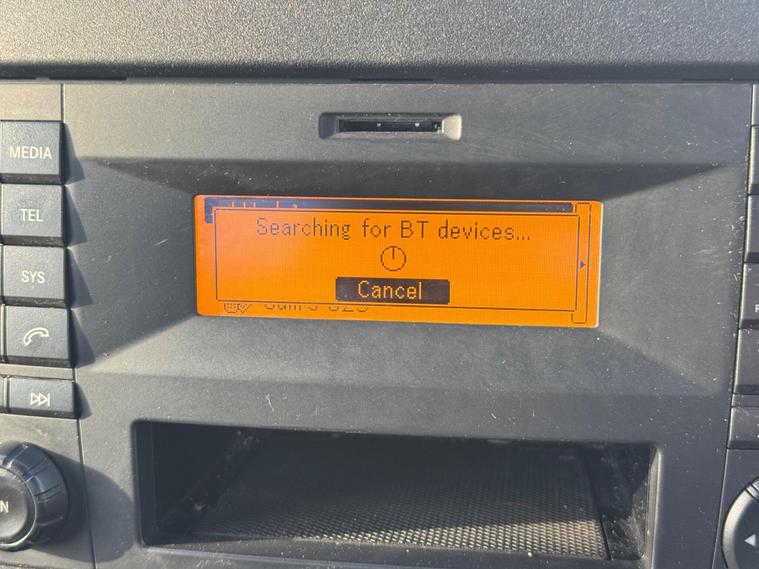 MEDIA
TEL
SYS
Searching for BT devices...
Cancel
N